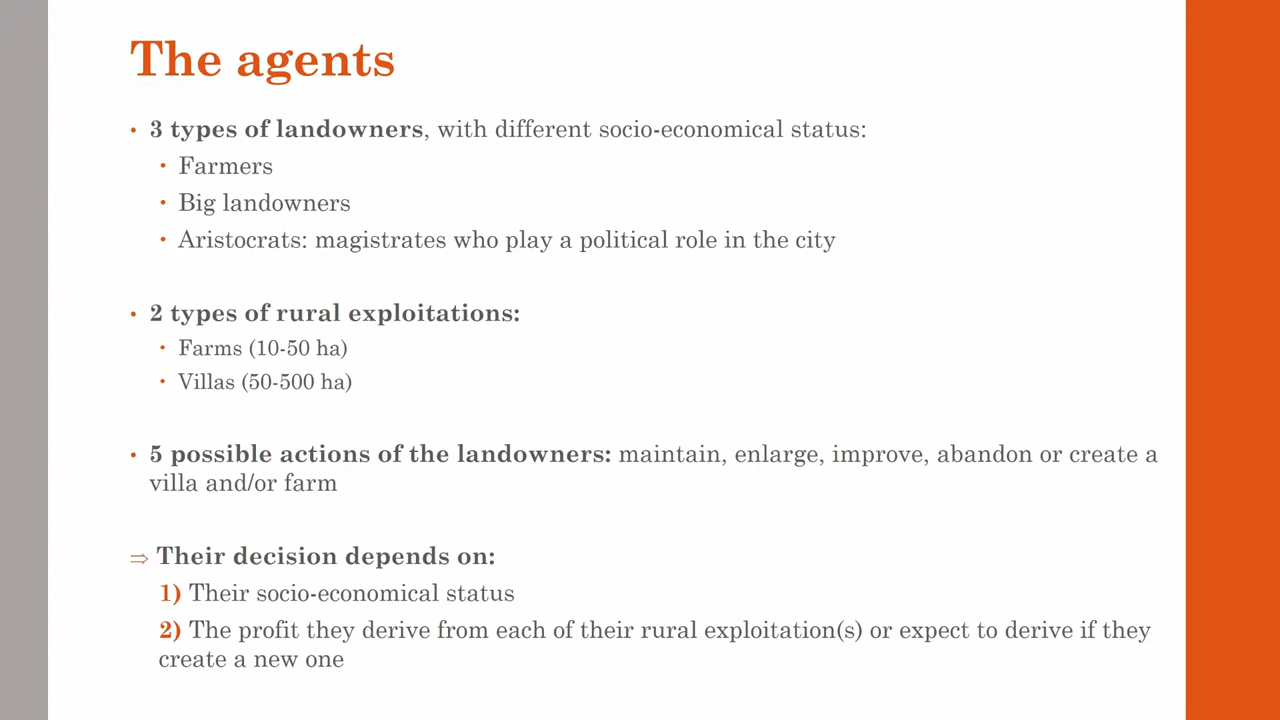 The agents
• 3 types of landowners, with different socio-economical status:
• Farmers
• Big landowners
• Aristocrats: magistrates who play a political role in the city
• 2 types of rural exploitations:
• Farms (10-50 ha)
• Villas (50-500 ha)
• 5 possible actions of the landowners: maintain, enlarge, improve, abandon or create a
villa and/or farm
⇒ Their decision depends on:
1) Their socio-economical status
2) The profit they derive from each of their rural exploitation(s) or expect to derive if they
create a new one